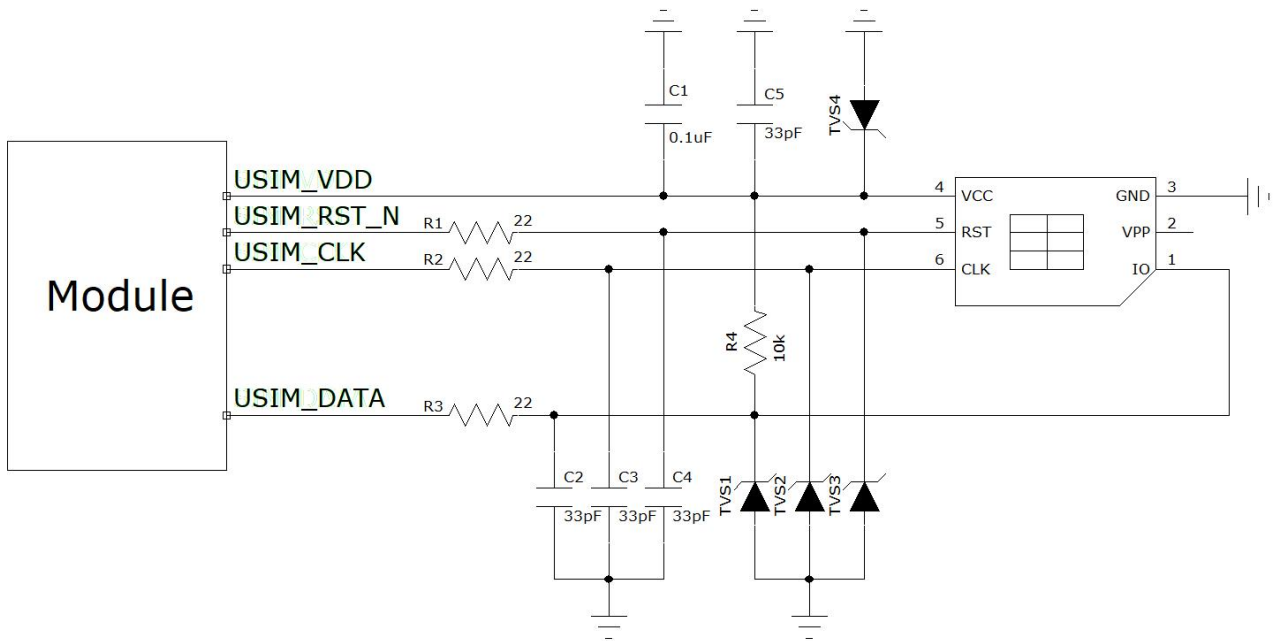 C1
0.1uF
C5
33pF
TVS4
USIM_VDD
4
VCC
GND
3
USIM_RST_N
R1
22
5
RST
VPP
2
USIM_CLK
R2
22
6
CLK
IO
1
Module
R4
10k
USIM_DATA
R3
22
C2
33pF
C3
33pF
C4
33pF
TVS1
TVS2
TVS3